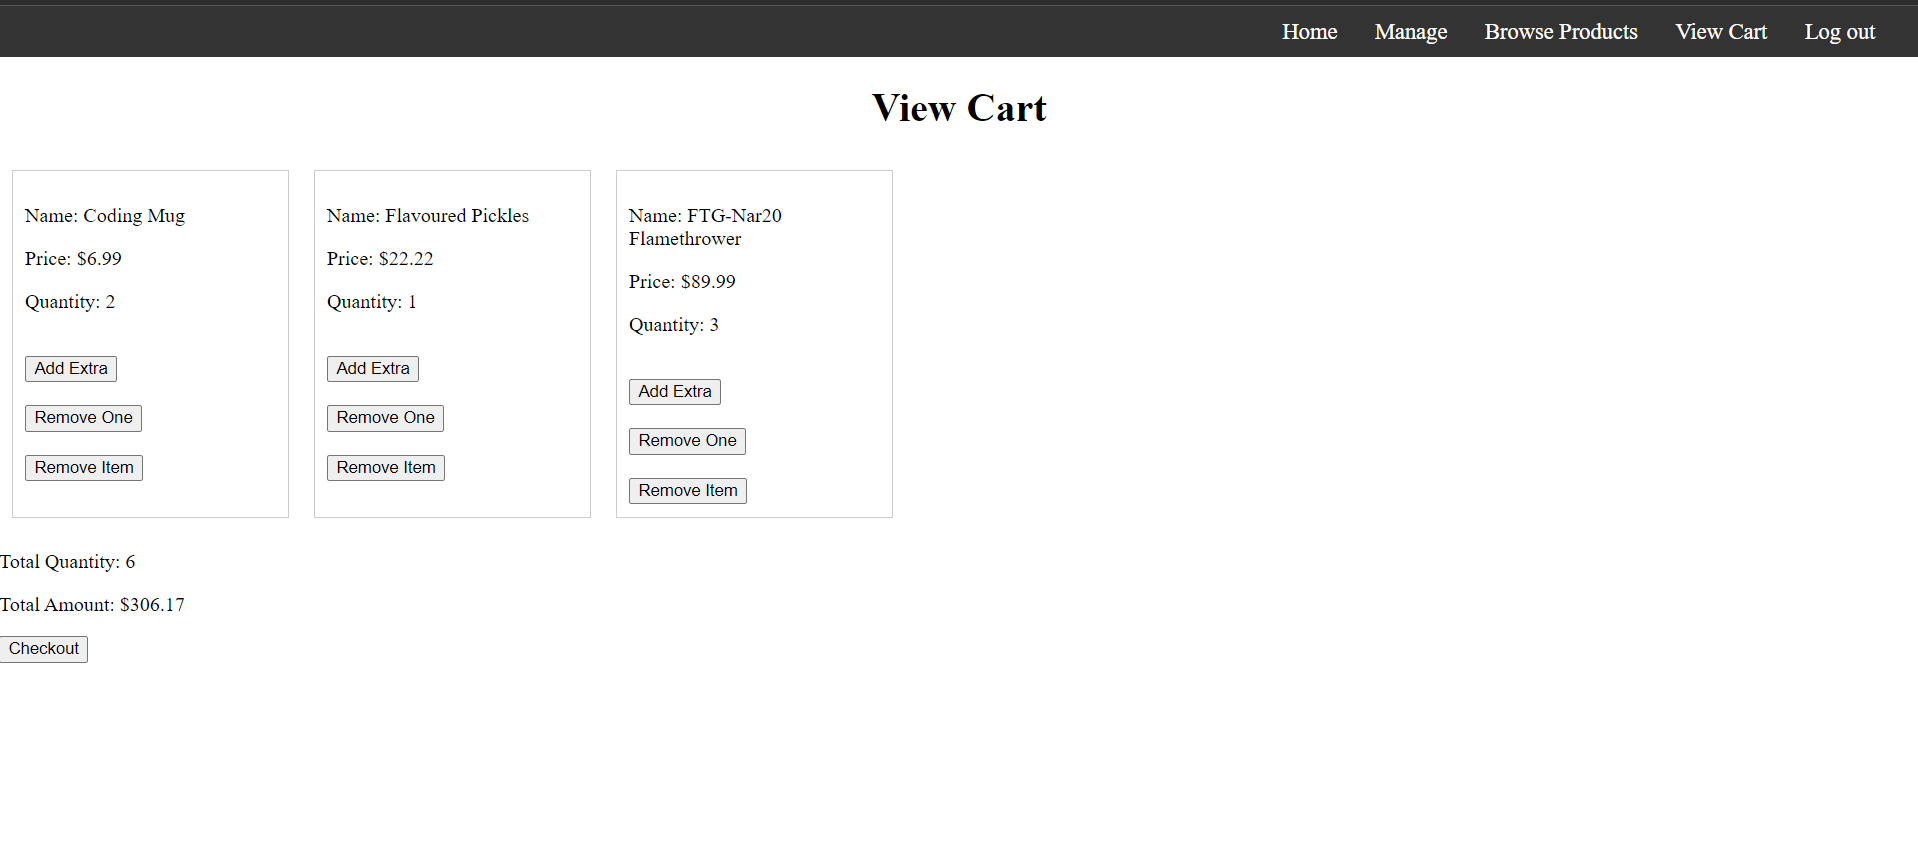 Home Manage Browse Products View Cart Log out
View Cart
Name: Coding Mug
Price: $6.99
Quantity: 2
Add Extra
Remove One
Remove Item
Name: Flavoured Pickles
Price: $22.22
Quantity: 1
Add Extra
Remove One
Remove Item
Name: FTG-Nar20
Flamethrower
Price: $89.99
Quantity: 3
Add Extra
Remove One
Remove Item
Total Quantity: 6
Total Amount: $306.17
Checkout